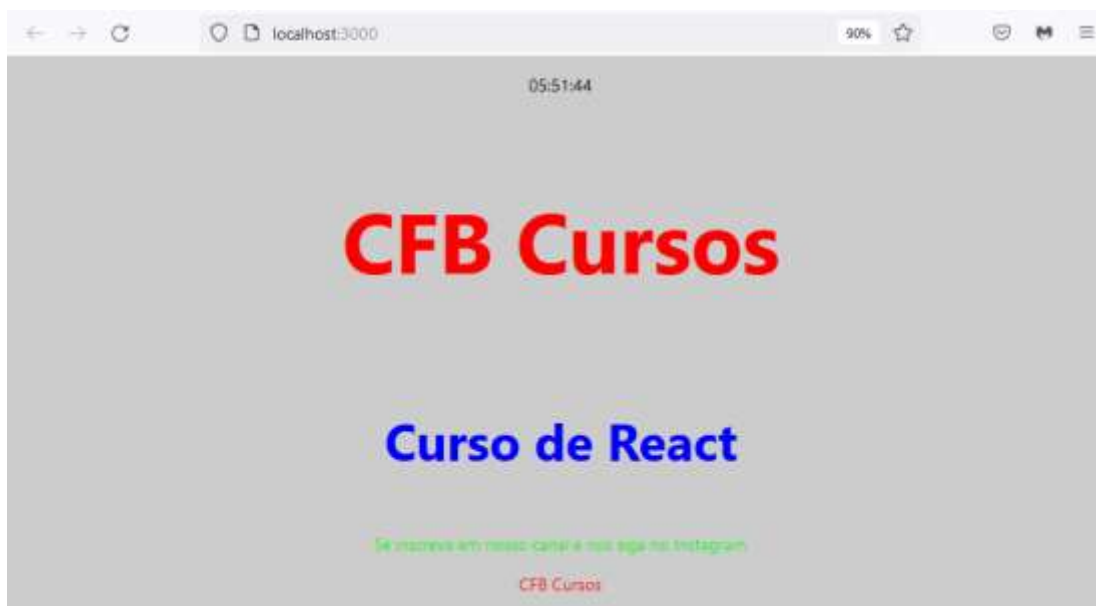 localhost:3000
90%
05:51:44
CFB Cursos
Curso de React
Se inscreva em nosso canal e nos siga no Instagram
CFB Cursos